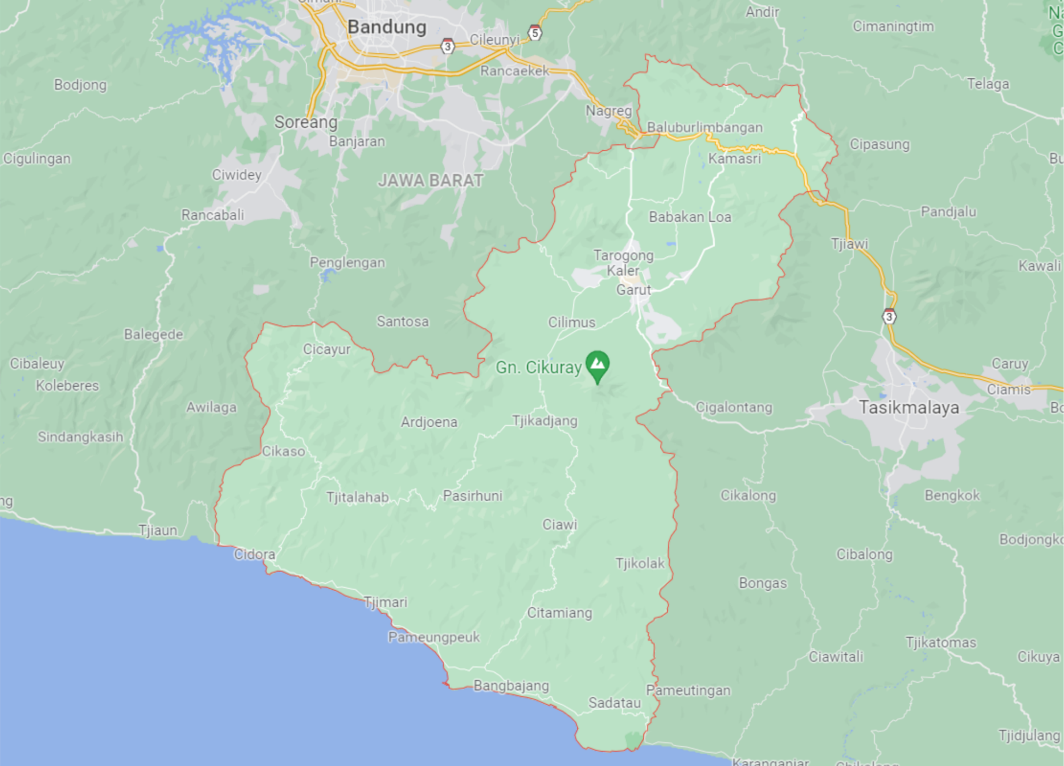 Cimahi
Bandung
3
Cileunyi
5
Andir
Cimaningtim
Bodjong
Rancaekek
Telaga
Nagreg
Soreang
Baluburlimbangan
Banjaran
Cipasung
Cigulingan
Kamasri
Ciwidey
JAWA BARAT
Rancabali
Babakan Loa
Pandjalu
Tjiawi
Penglengan
Tarogong
Kaler
Kawali
Garut
Balegede
Santosa
Cilimus
3
Cicayur
Cibaleuy
Gn. Cikuray
Caruy
Koleberes
Ciamis
Awilaga
Cigalontang
Tasikmalaya
Ardjoena
Tjikadjang
Sindangkasih
Cikaso
Tjitalahab
Pasirhuni
Cikalong
Bengkok
Tjiaun
Ciawi
Bodjongko
Cidora
Cibalong
Tjikolak
Bongas
Tjimari
Citamiang
Pameungpeuk
Tjikatomas
Ciawitali
Cikuya
Bangbajang
Pameutingan
Sadatau
Tjidjulang
Karanganjar